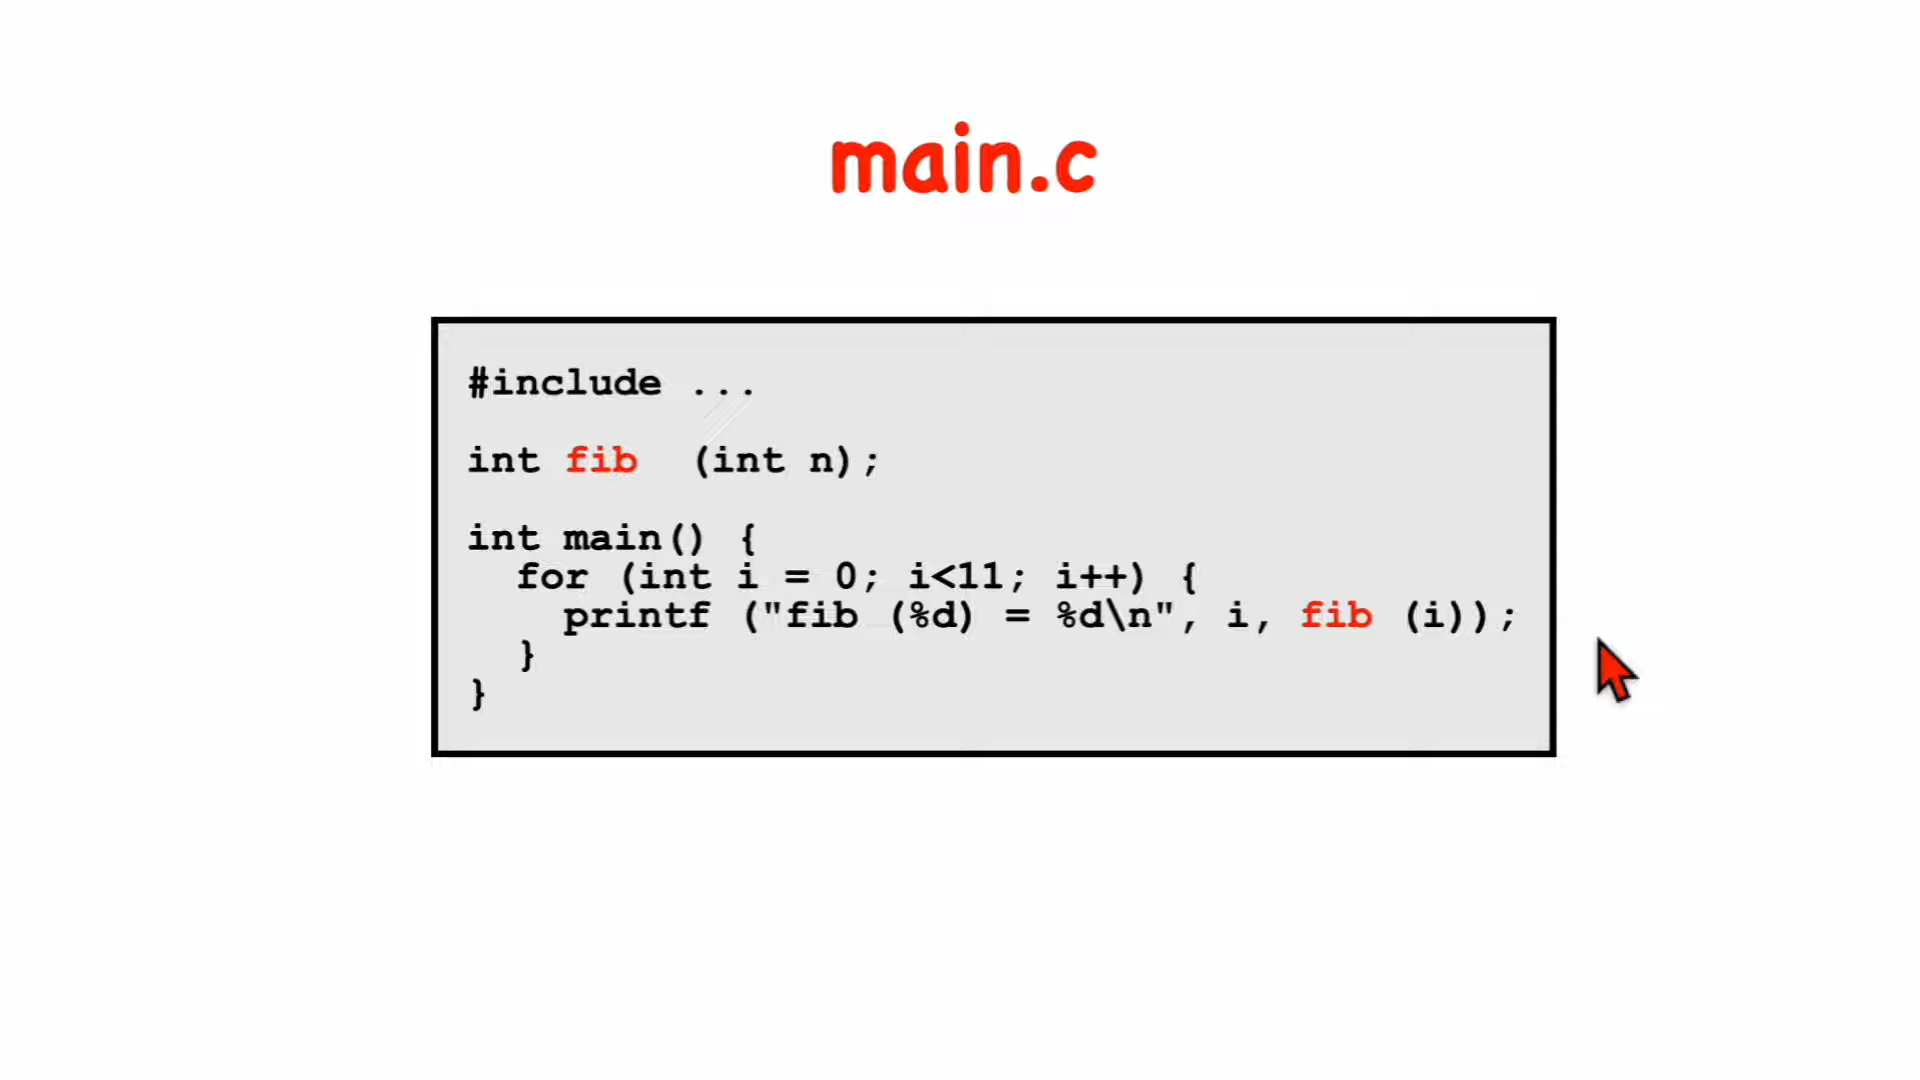 main.c
#include ...
int fib  (int n);
int main() {
for (int i = 0; i<11; i++) {
printf ("fib (%d) = %d\n", i, fib (i));
}
}